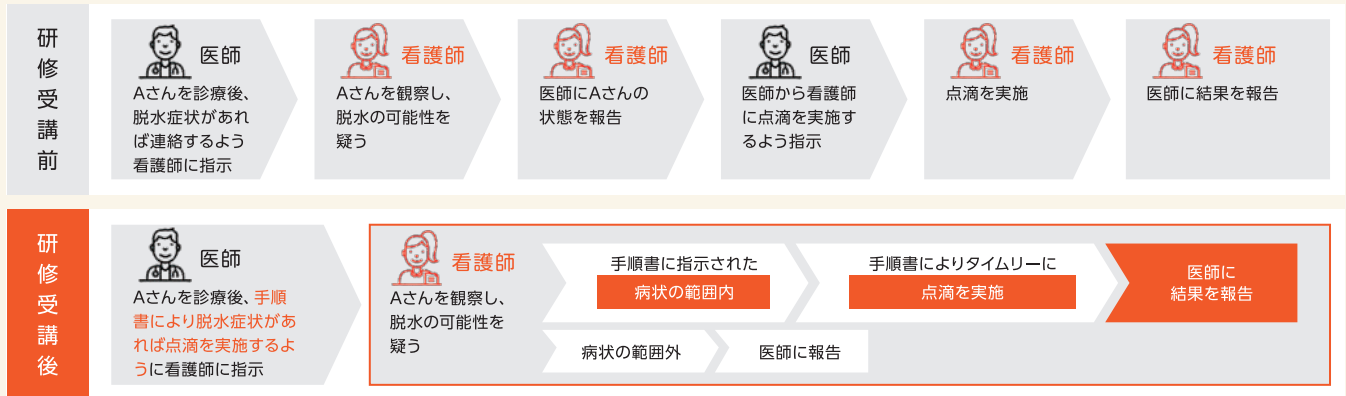 研修受講前
医師
Aさんを診療後、
脱水症状があれ
ば連絡するよう
看護師に指示
看護師
Aさんを観察し、
脱水の可能性を
疑う
看護師
医師にAさんの
状態を報告
医師
医師から看護師
に点滴を実施す
るよう指示
看護師
点滴を実施
看護師
医師に結果を報告
研修受講後
医師
Aさんを診療後、手順
書により脱水症状があ
れば点滴を実施するよ
うに看護師に指示
看護師
Aさんを観察し、
脱水の可能性を
疑う
手順書に指示された
病状の範囲内
手順書によりタイムリーに
点滴を実施
医師に
結果を報告
病状の範囲外
医師に報告